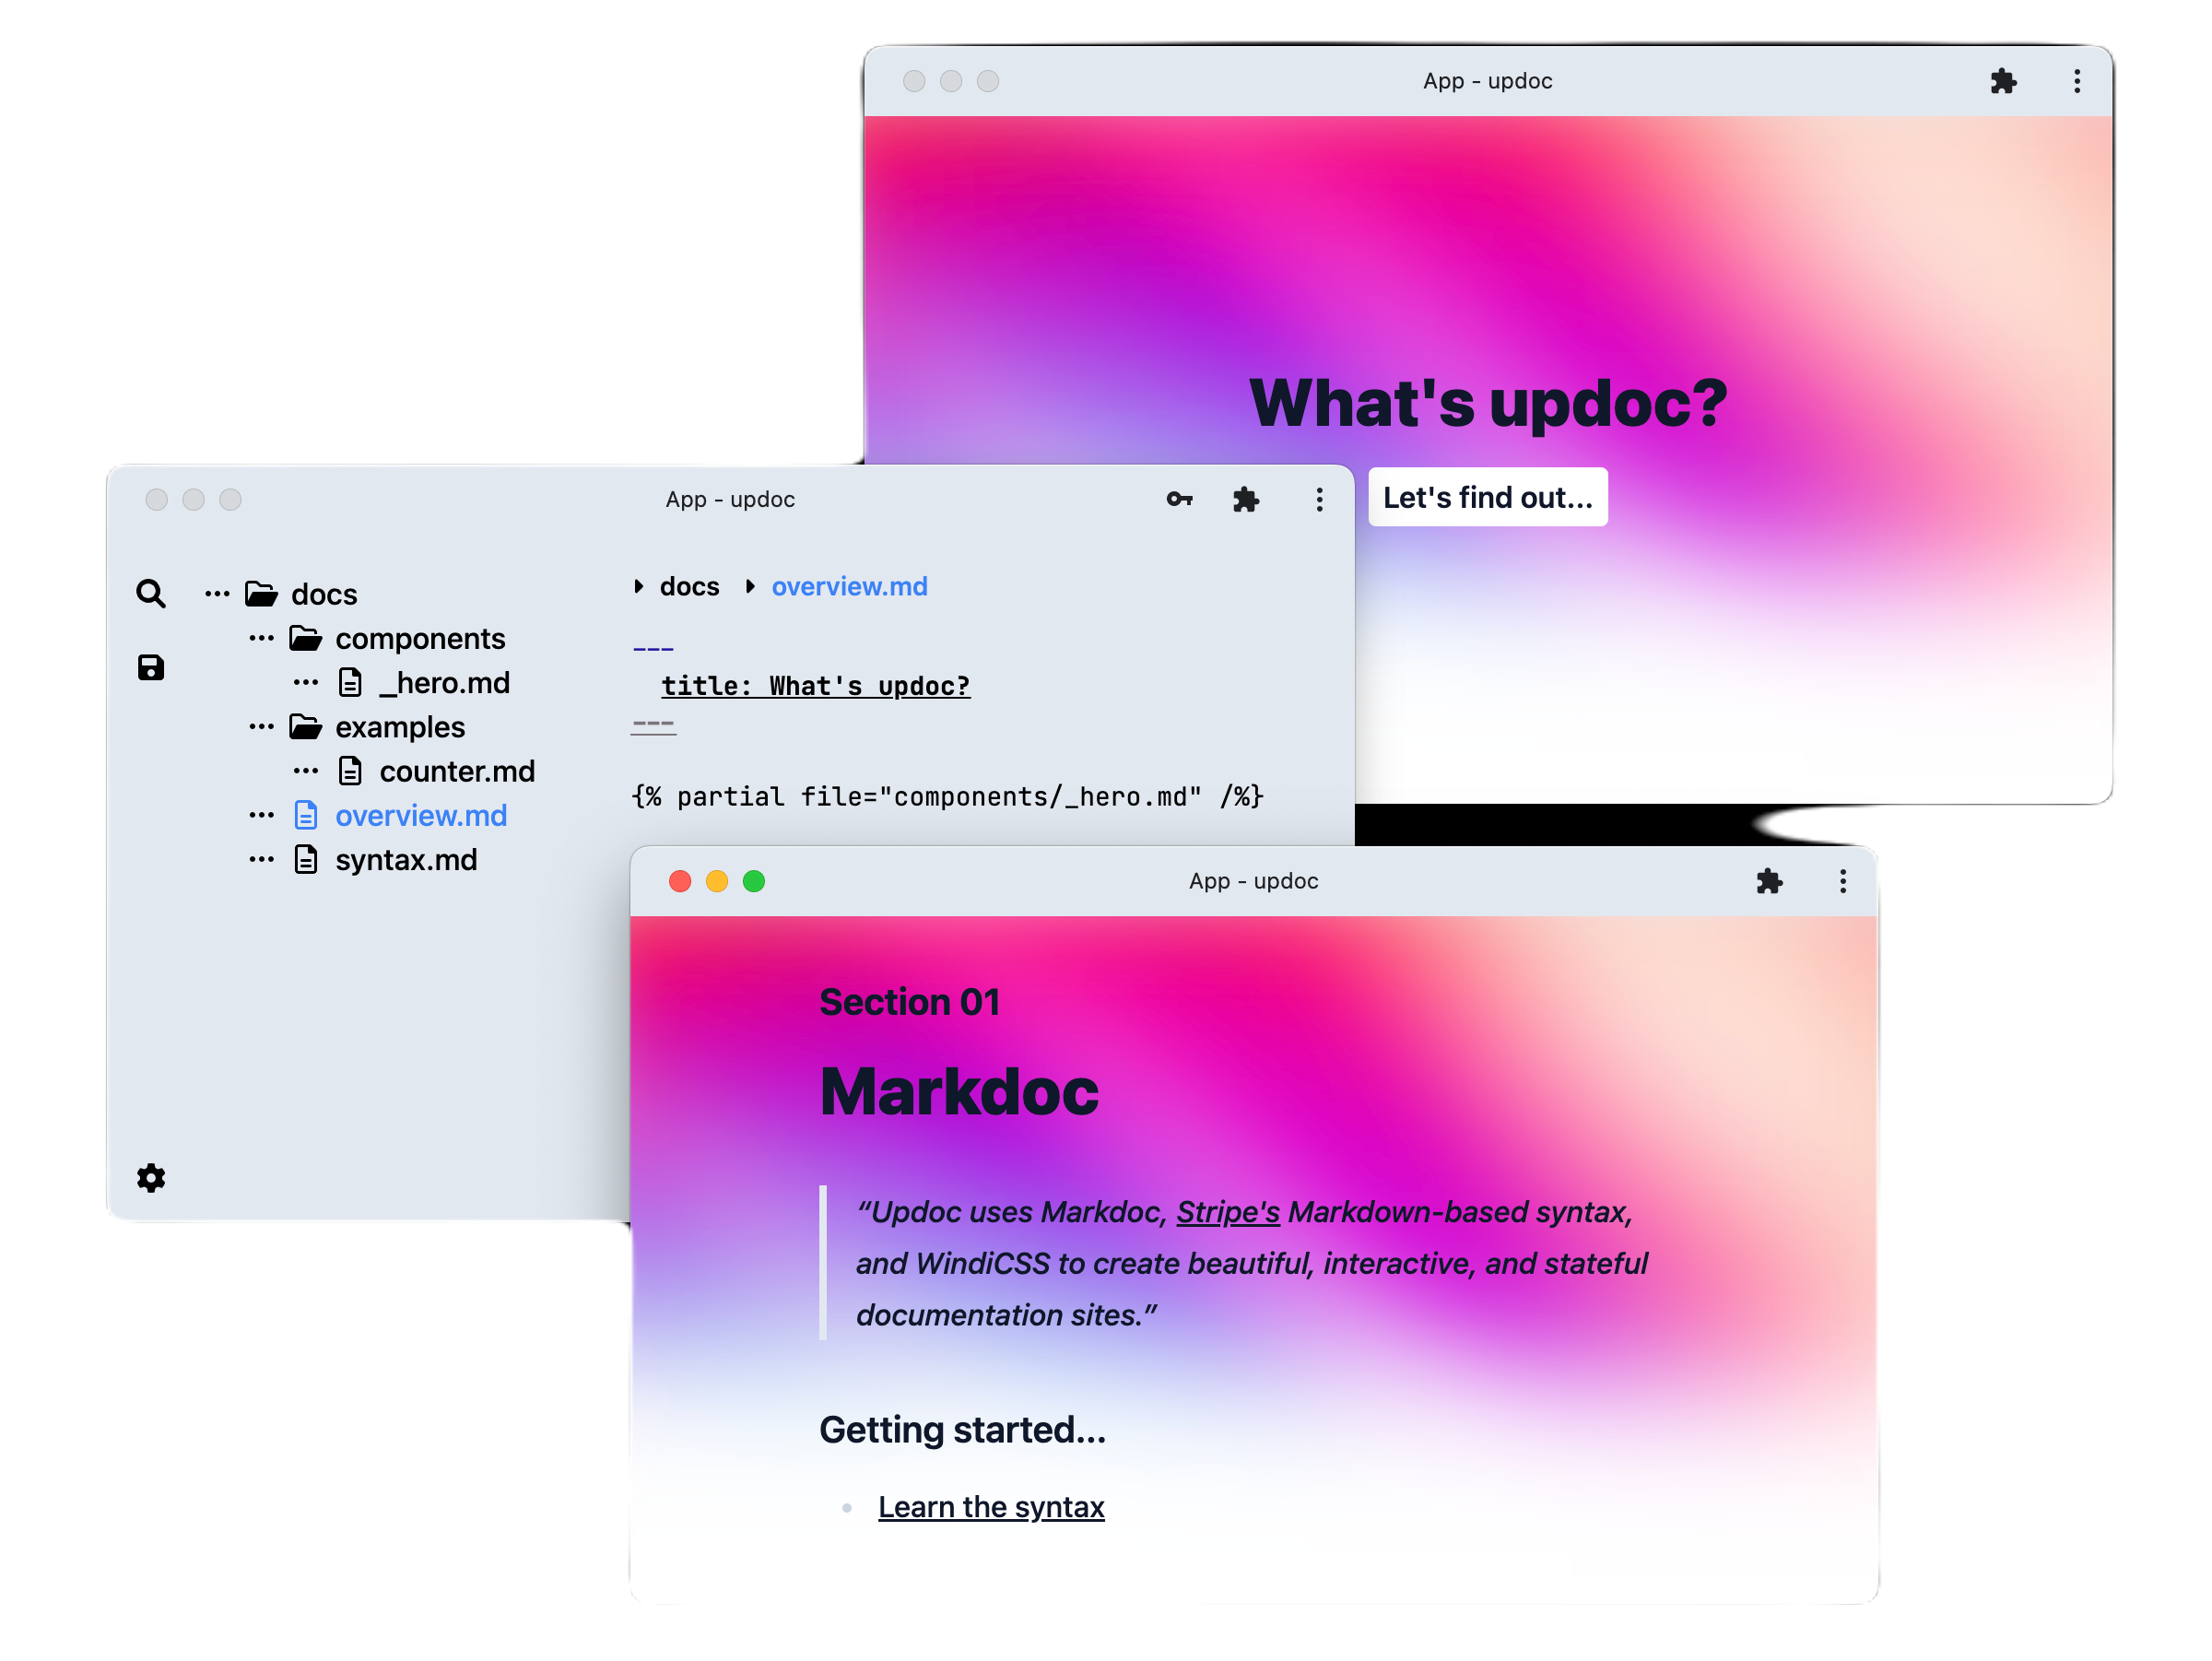 App - updoc
What's updoc?
Let's find out...
App - updoc
docs
components
_hero.md
examples
counter.md
overview.md
syntax.md
docs overview.md
---
title: What's updoc?
---
{% partial file="components/_hero.md" /%}
App - updoc
Section 01
Markdoc
“Updoc uses Markdoc, Stripe's Markdown-based syntax,
and WindiCSS to create beautiful, interactive, and stateful
documentation sites.”
Getting started...
Learn the syntax